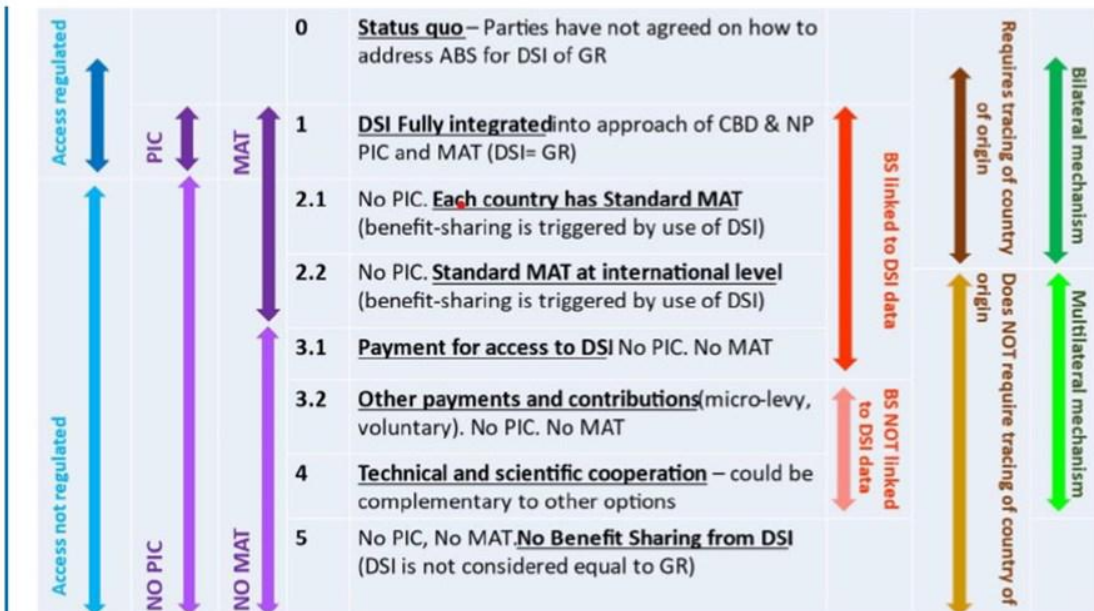 Access regulated
Access not regulated
PIC
NO PIC
MAT
NO MAT
0 Status quo – Parties have not agreed on how to
address ABS for DSI of GR
1 DSI Fully integratedinto approach of CBD & NP
PIC and MAT (DSI= GR)
2.1 No PIC. Each country has Standard MAT
(benefit-sharing is triggered by use of DSI)
2.2 No PIC. Standard MAT at international level
(benefit-sharing is triggered by use of DSI)
3.1 Payment for access to DSI No PIC. No MAT
3.2 Other payments and contributions(micro-levy,
voluntary). No PIC. No MAT
4 Technical and scientific cooperation – could be
complementary to other options
5 No PIC, No MAT.No Benefit Sharing from DSI
(DSI is not considered equal to GR)
BS linked to DSI data
BS NOT linked
to DSI data
Requires tracing of country
of origin
Does NOT require tracing of country of
origin
Bilateral mechanism
Multilateral mechanism